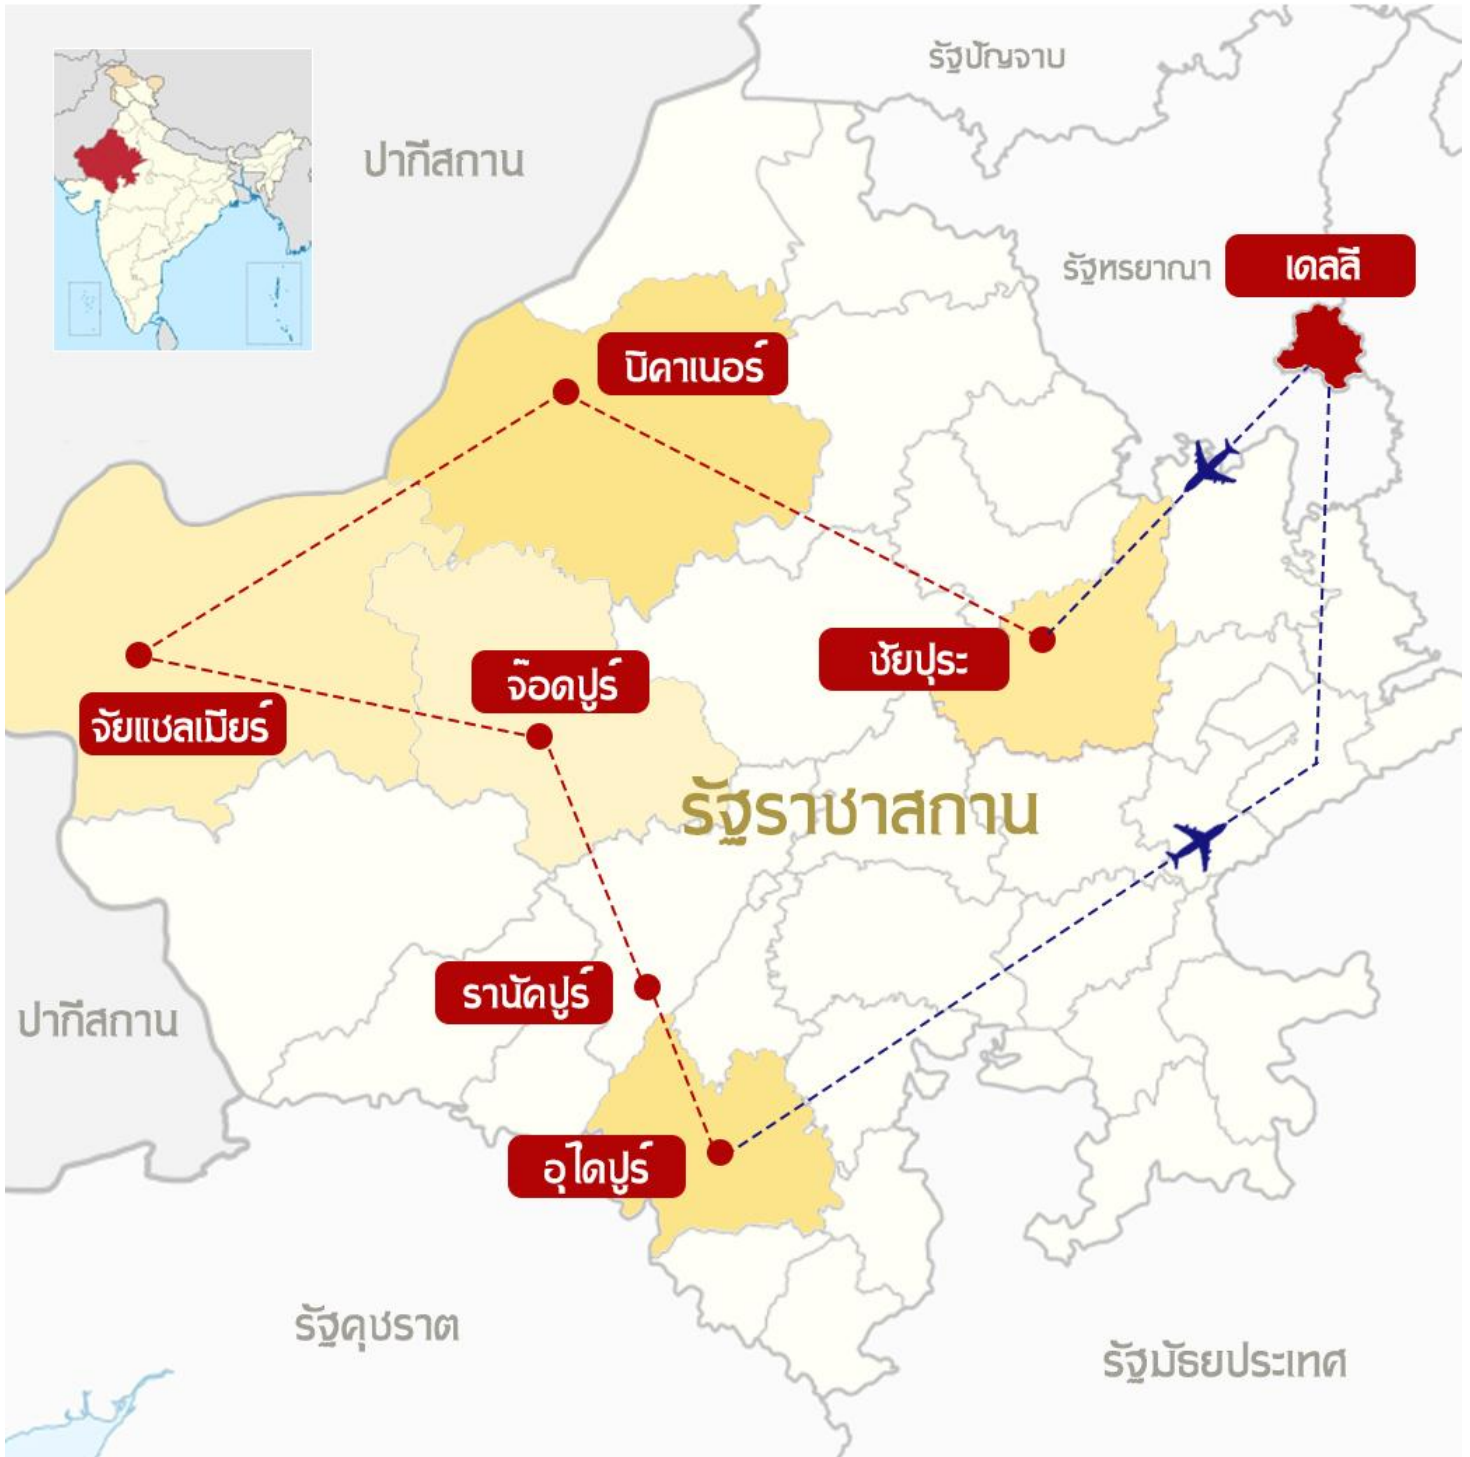 รัฐปัญจาบ
ปากีสถาน
รัฐหรยาณา
เดลลี
บิคาเนอร์
ชัยปุระ
จ๊อดปูร์
จัยแซลเมียร์
รัฐราชาสถาน
รานัคปูร์
ปากีสถาน
อุไดปูร์
รัฐคุชราต
รัฐมัธยประเทศ